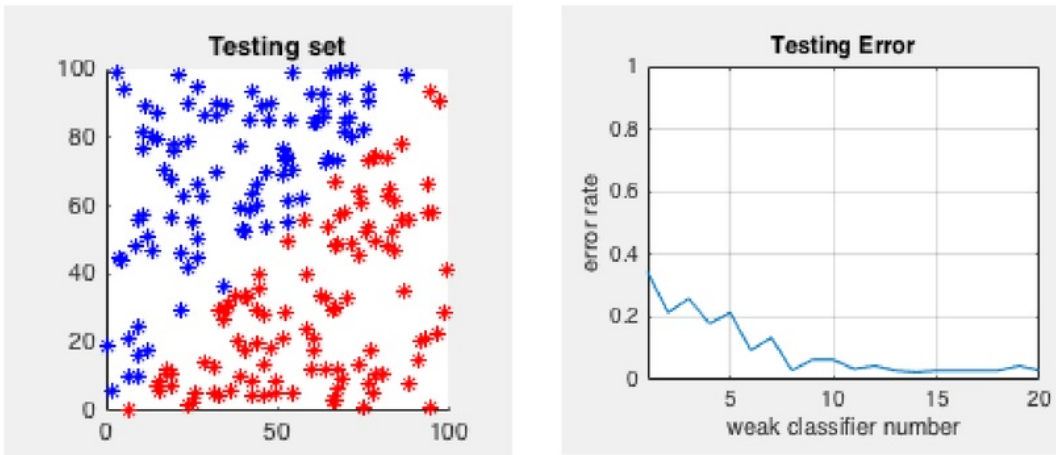 Testing set
100
80
60
40
20
0
0 50 100
Testing Error
1
0.8
0.6
0.4
0.2
0
error rate
5 10 15 20
weak classifier number